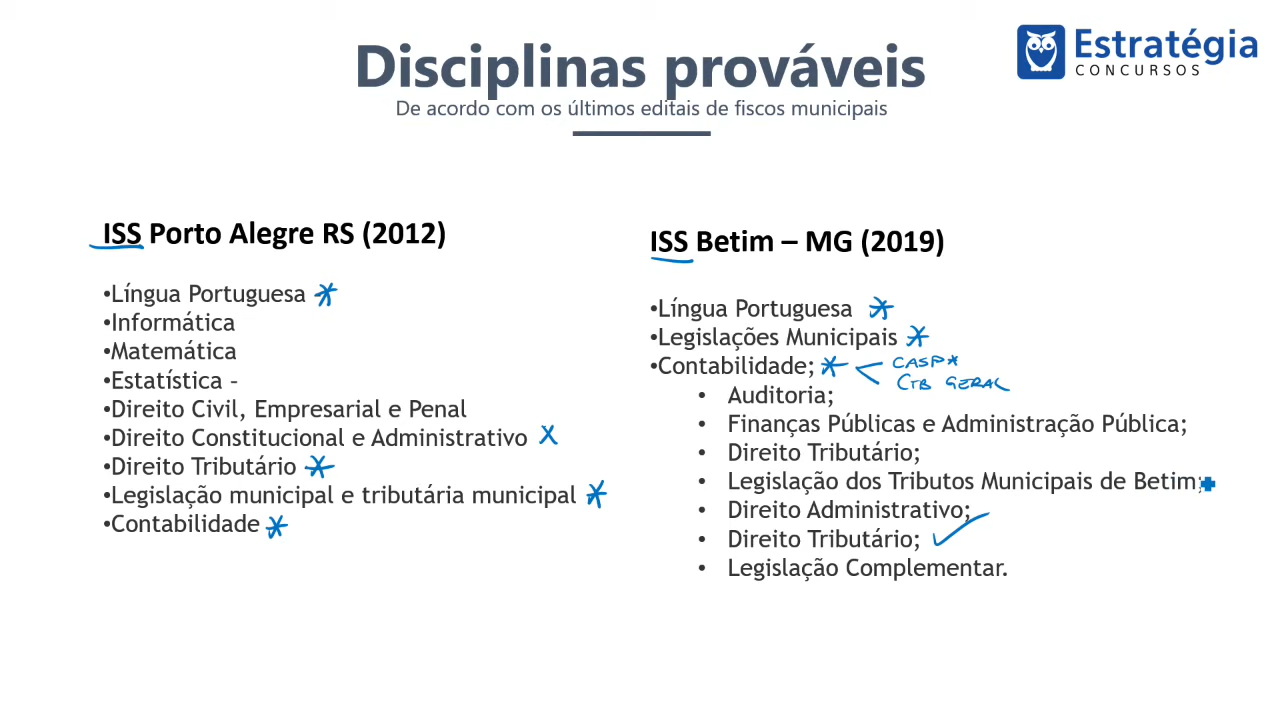 Estratégia
CONCURSOS
Disciplinas prováveis
De acordo com os últimos editais de fiscos municipais
ISS Porto Alegre RS (2012)
•Língua Portuguesa *
•Informática
•Matemática
•Estatística -
•Direito Civil, Empresarial e Penal
•Direito Constitucional e Administrativo X
•Direito Tributário *
•Legislação municipal e tributária municipal *
•Contabilidade *
ISS Betim – MG (2019)
•Língua Portuguesa *
•Legislações Municipais *
•Contabilidade; * < CASP*
CTB GERAL
• Auditoria;
• Finanças Públicas e Administração Pública;
• Direito Tributário;
• Legislação dos Tributos Municipais de Betim;
• Direito Administrativo;
• Direito Tributário; ✓
• Legislação Complementar.